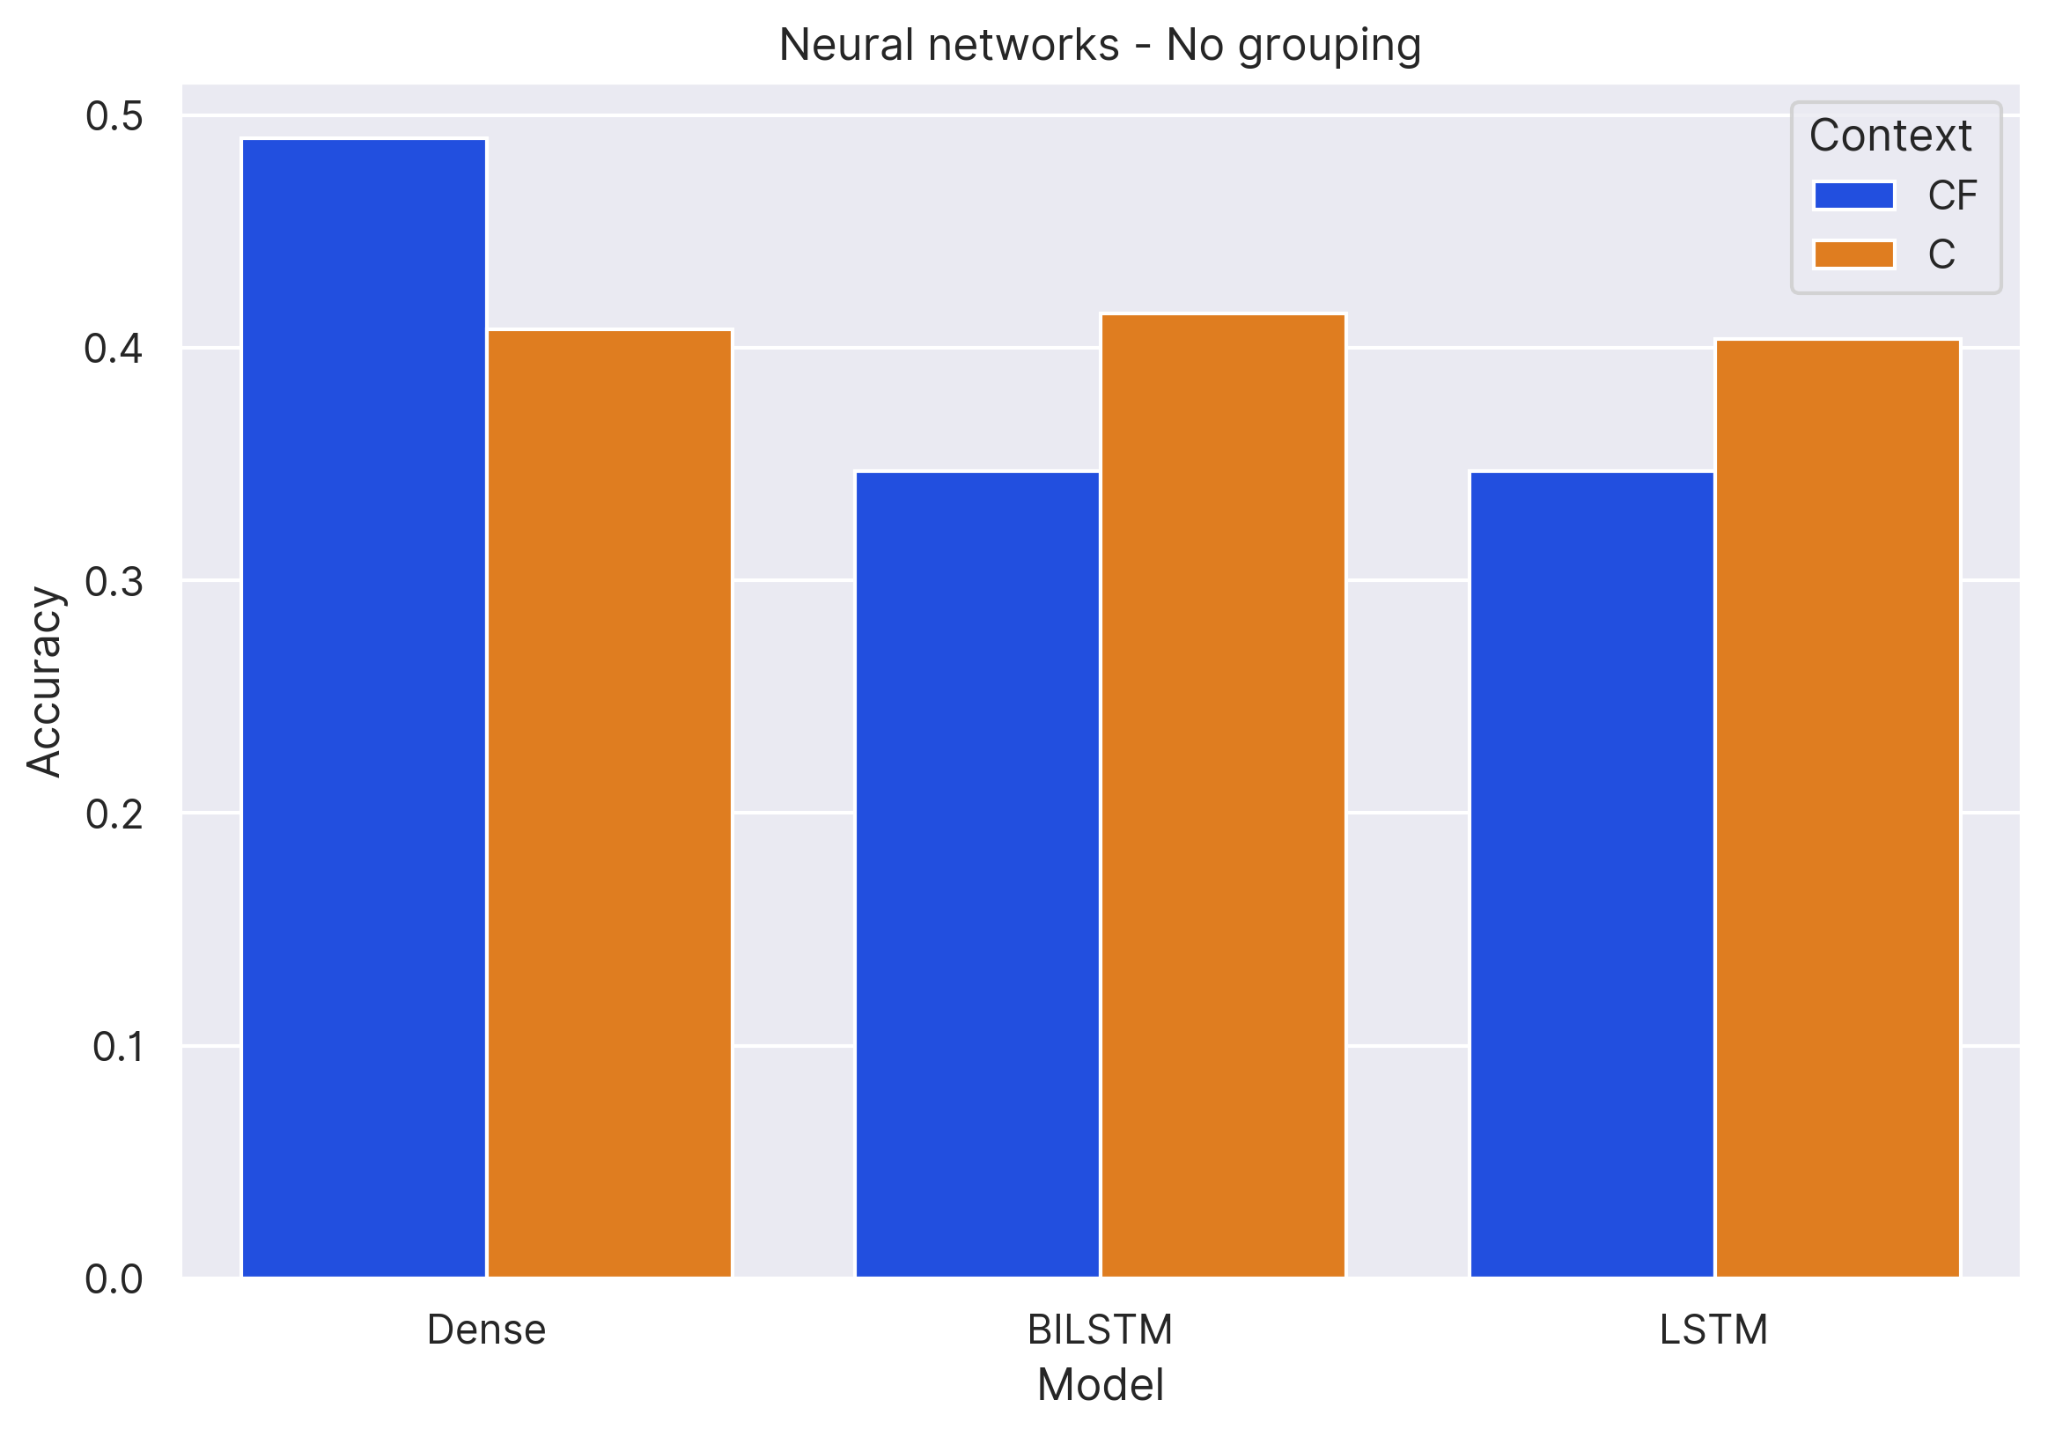 Neural networks - No grouping
Context
CF
C
Accuracy
0.5
0.4
0.3
0.2
0.1
0.0
Dense
BILSTM
LSTM
Model